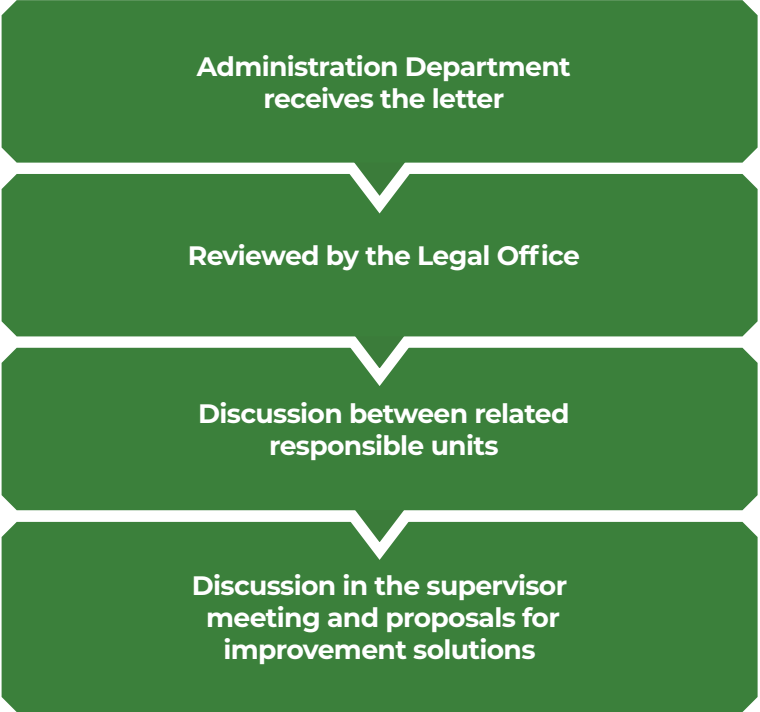 Administration Department
receives the letter
Reviewed by the Legal Office
Discussion between related
responsible units
Discussion in the supervisor
meeting and proposals for
improvement solutions